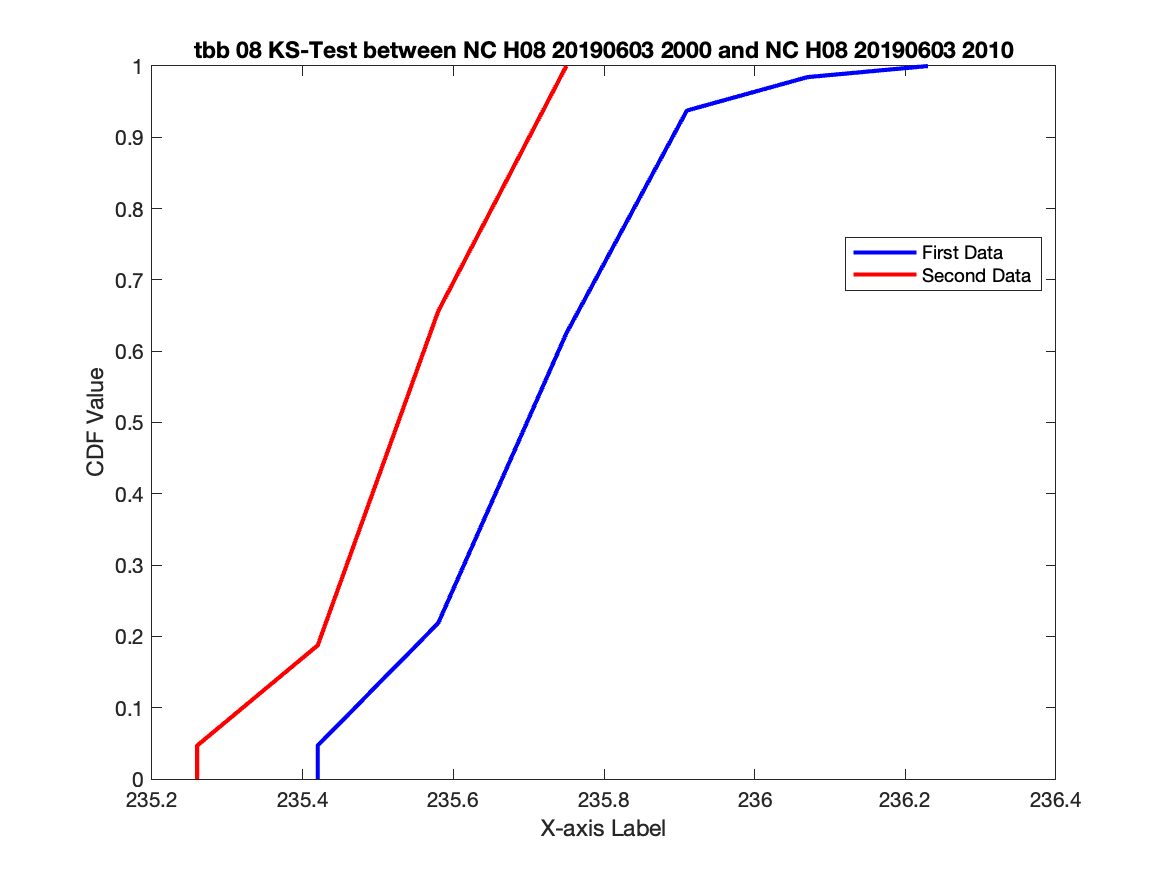 tbb 08 KS-Test between NC H08 20190603 2000 and NC H08 20190603 2010
1
0.9
0.8
0.7
0.6
0.5
0.4
0.3
0.2
0.1
0
CDF Value
First Data
Second Data
235.2 235.4 235.6 235.8 236 236.2 236.4
X-axis Label